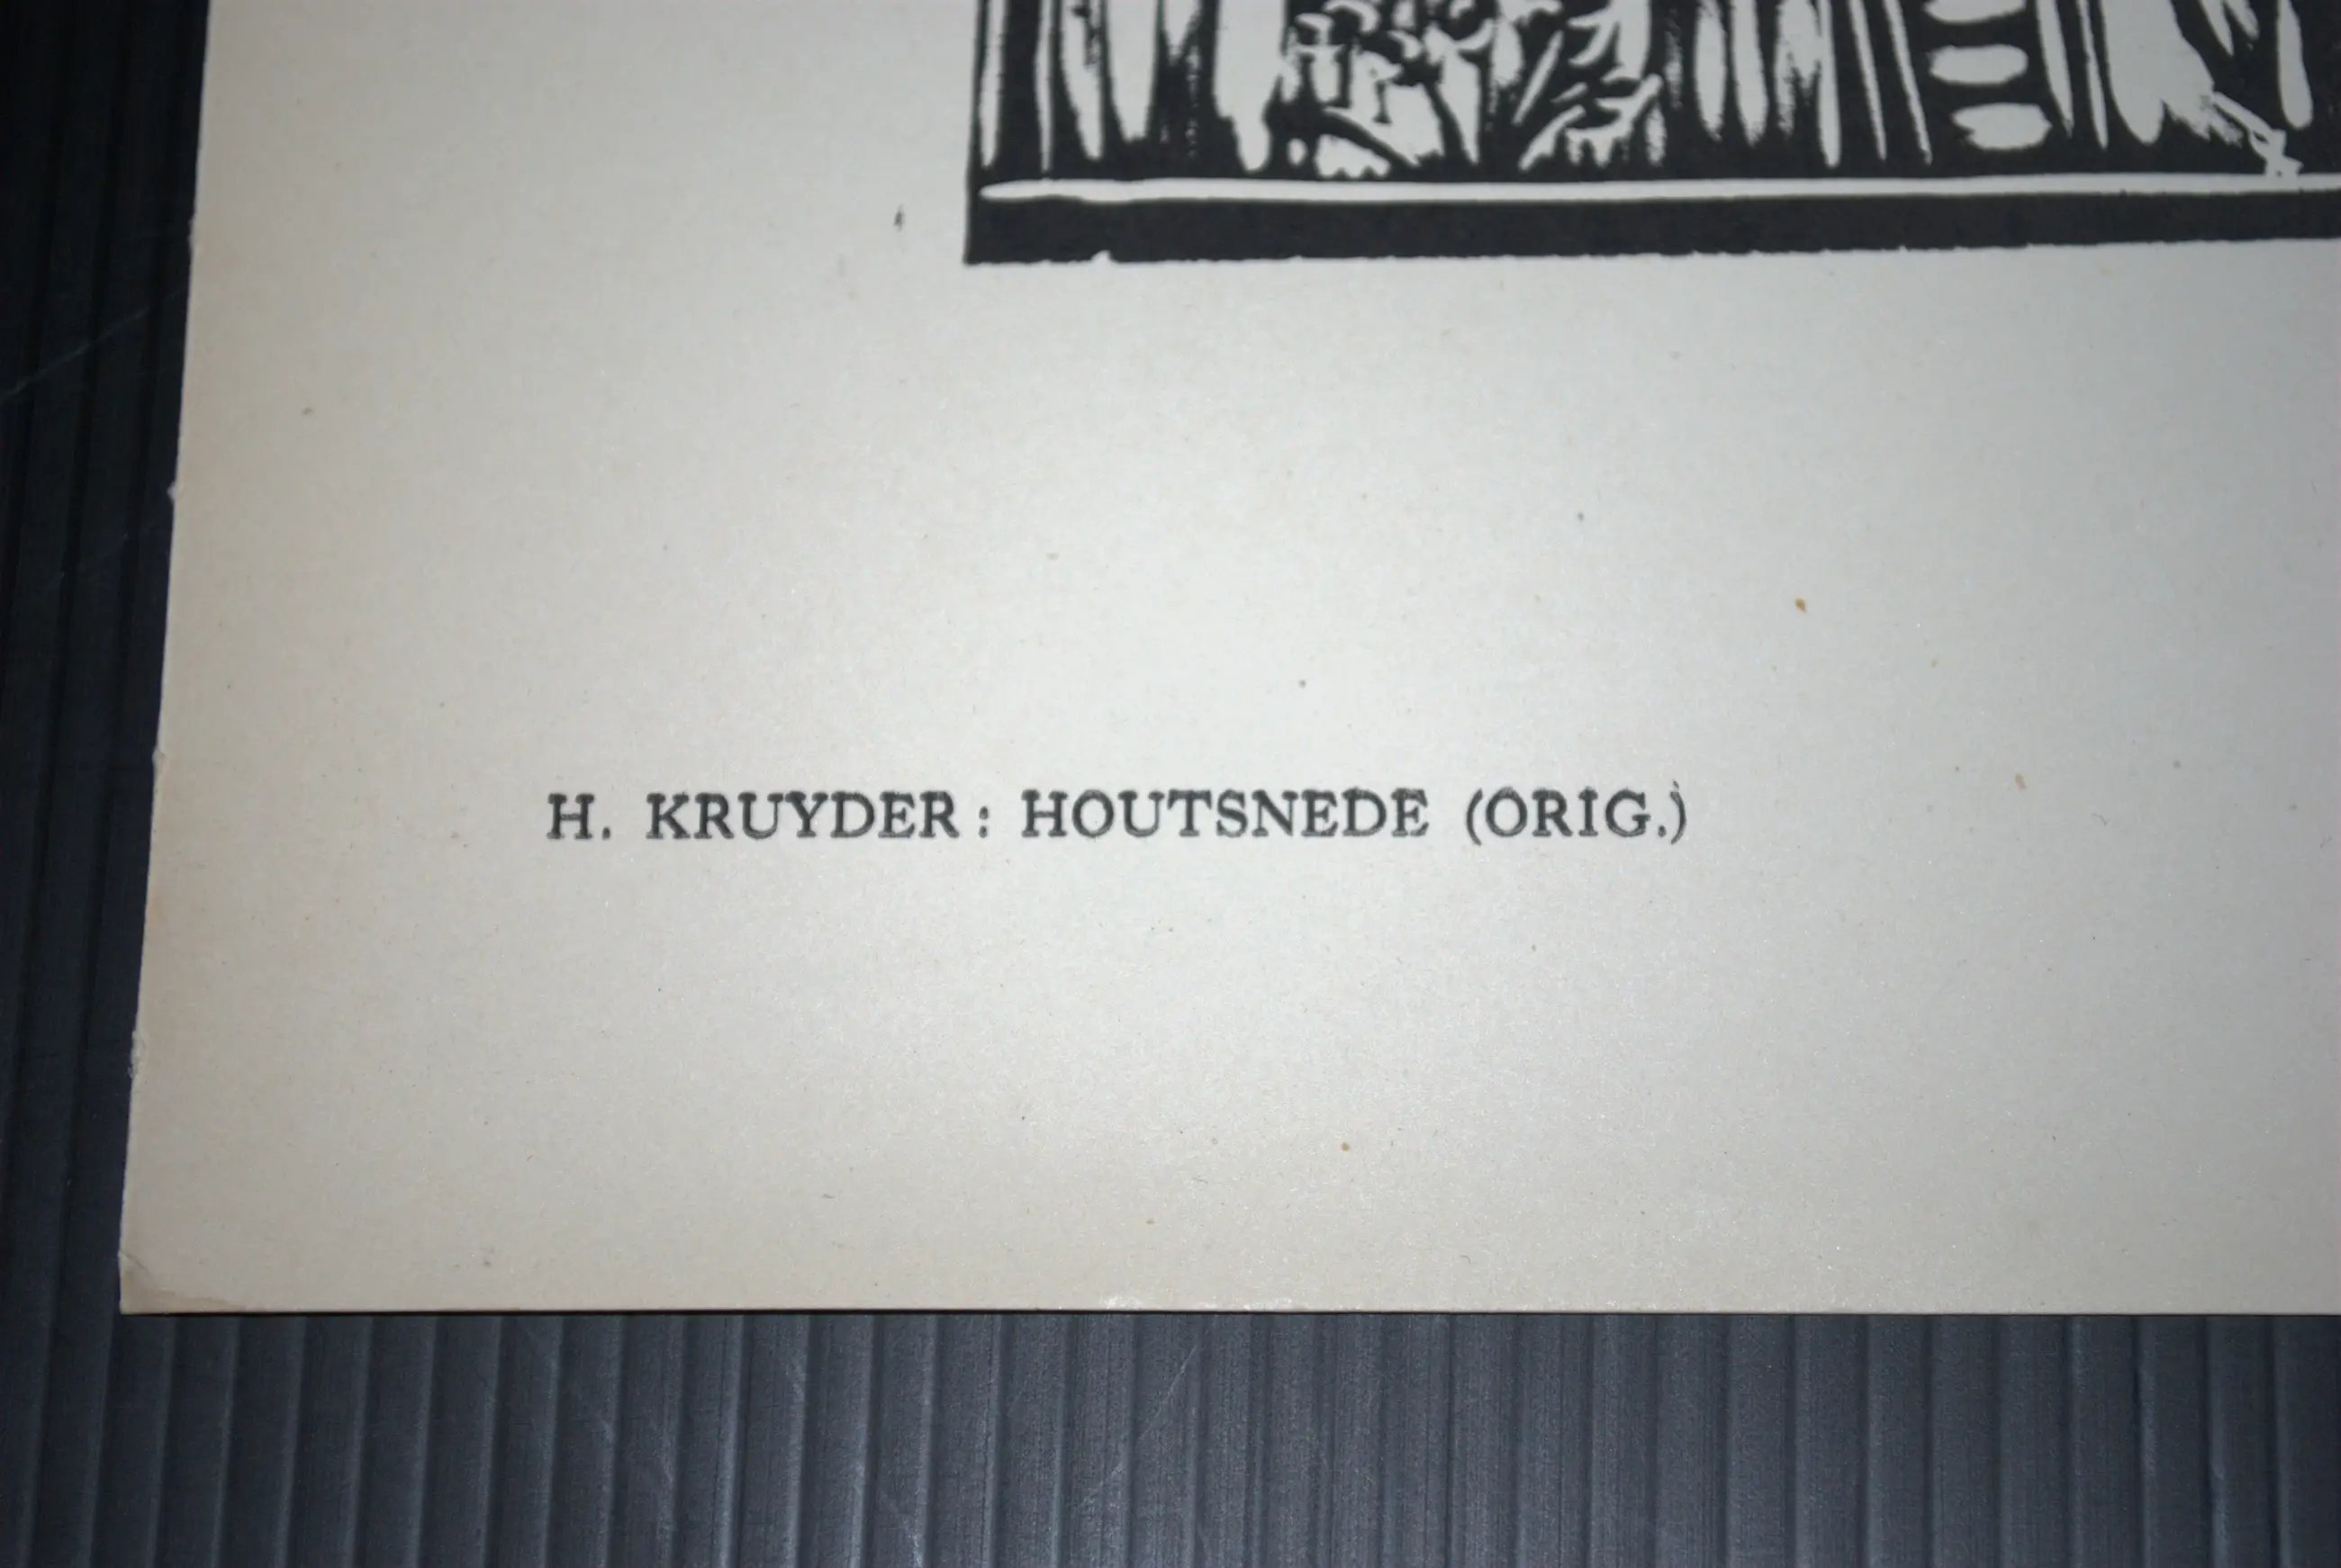 H. KRUYDER: HOUTSNEDE (ORIG.)